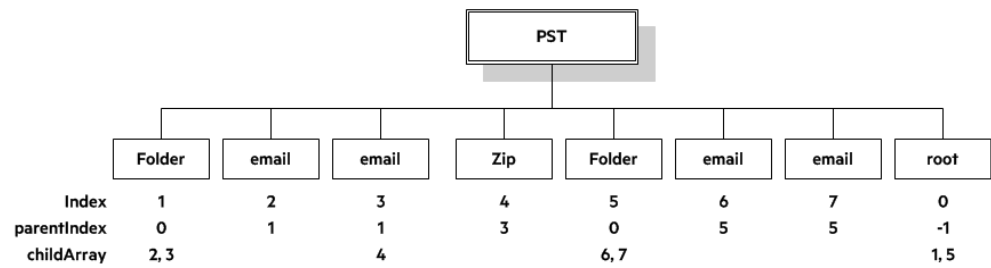 PST
Folder email email Zip Folder email email root
Index 1 2 3 4 5 6 7 0
parentIndex 0 1 1 3 0 5 5 -1
childArray 2, 3 4 6, 7 1, 5